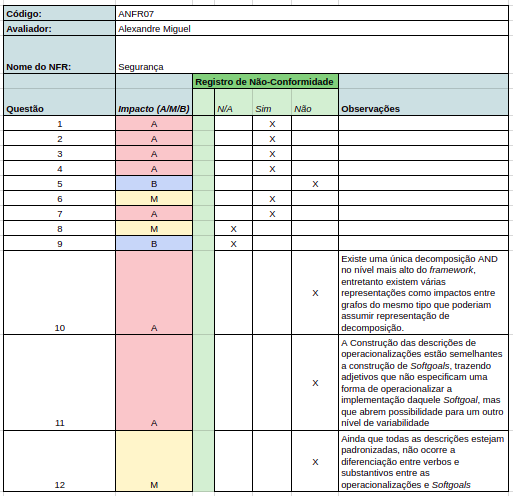 Código: ANFR07
Avaliador: Alexandre Miguel
Nome do NFR: Segurança
Registro de Não-Conformidade
Questão Impacto (A/M/B) N/A Sim Não Observações
1 A X
2 A X
3 A X
4 A X
5 B X
6 M X
7 A X
8 M X
9 B X
Existe uma única decomposição AND
no nível mais alto do framework,
entretanto existem várias
representações como impactos entre
grafos do mesmo tipo que poderiam
assumir representação de
decomposição.
10 A X
A Construção das descrições de
operacionalizações estão semelhantes
a construção de Softgoals, trazendo
adjetivos que não especificam uma
forma de operacionalizar a
implementação daquele Softgoal, mas
que abrem possibilidade para um outro
nível de variabilidade
11 A X
Ainda que todas as descrições estejam
padronizadas, não ocorre a
diferenciação entre verbos e
substantivos entre as
operacionalizações e Softgoals
12 M X